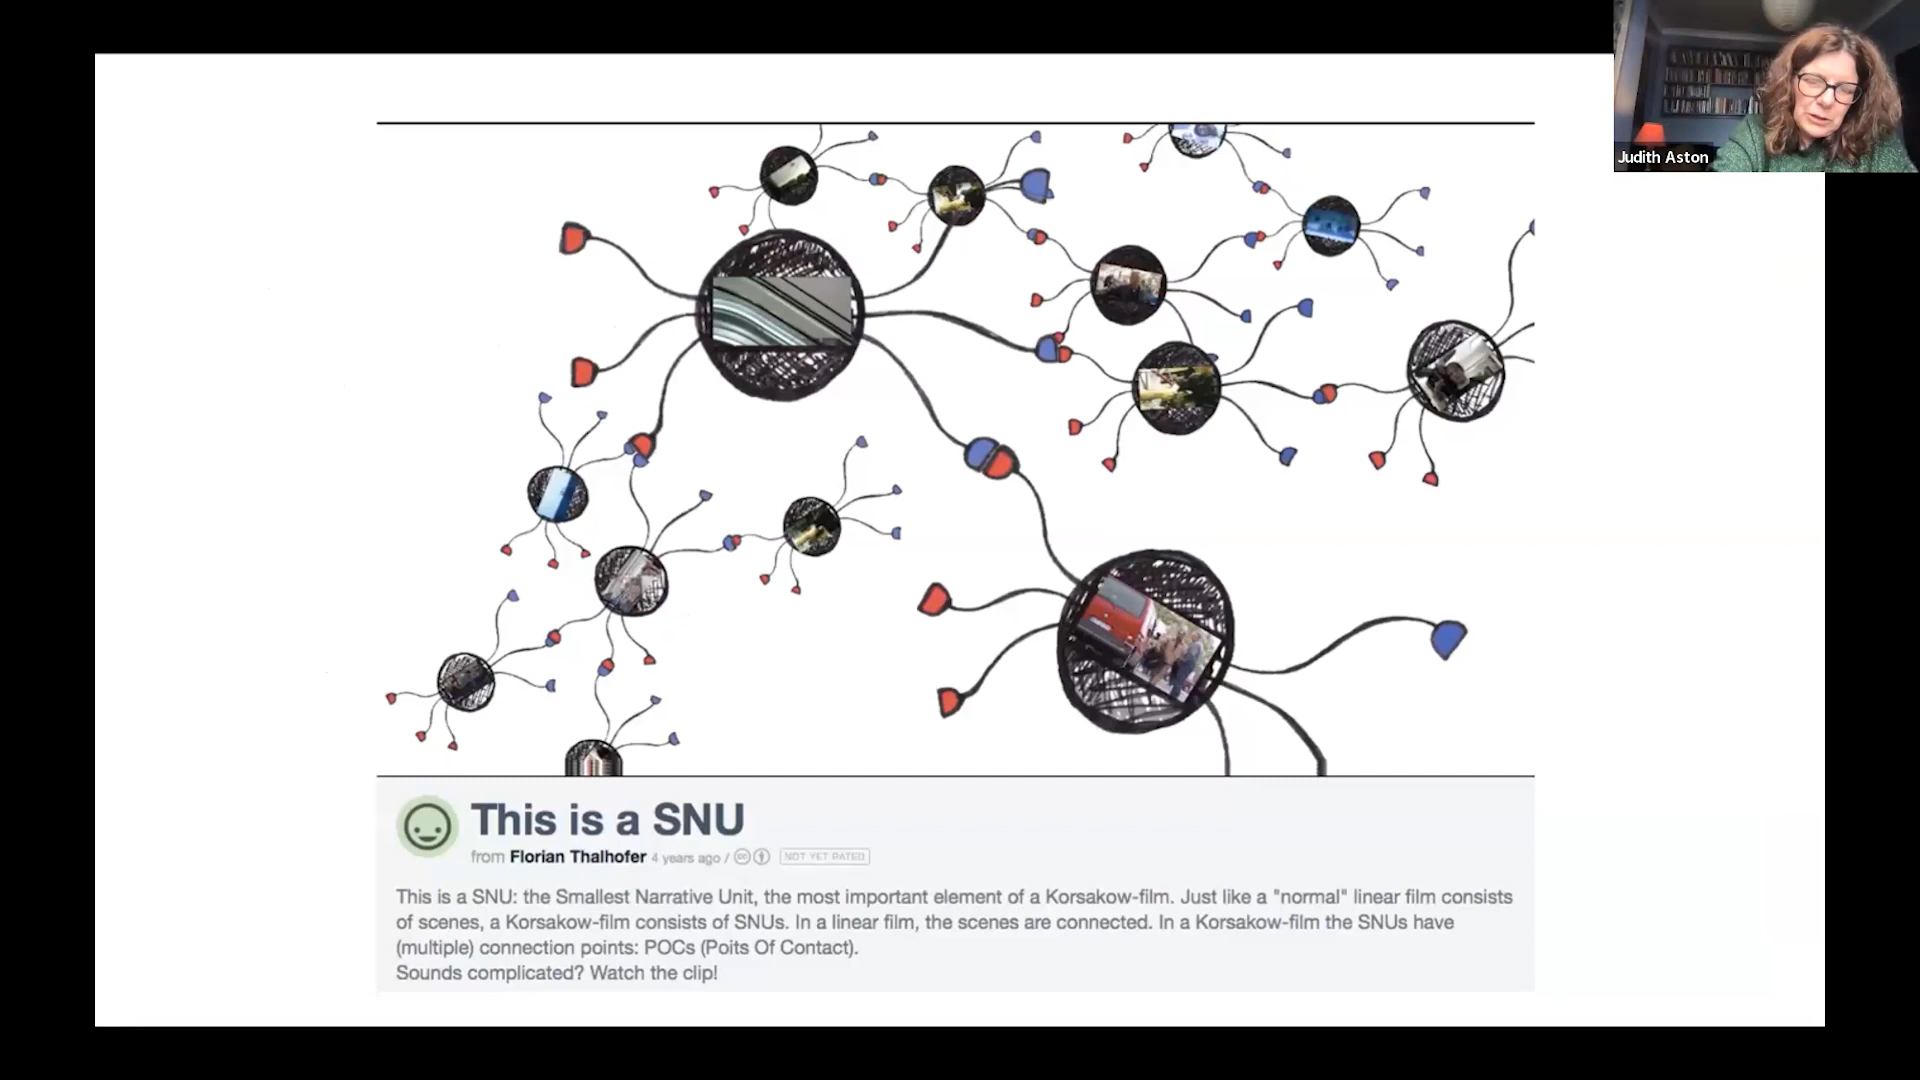 Judith Aston
This is a SNU
from Florian Thalhofer 4 years ago / NOT YET RATED
This is a SNU: the Smallest Narrative Unit, the most important element of a Korsakow-film. Just like a "normal" linear film consists
of scenes, a Korsakow-film consists of SNUs. In a linear film, the scenes are connected. In a Korsakow-film the SNUs have
(multiple) connection points: POCs (Poits Of Contact).
Sounds complicated? Watch the clip!